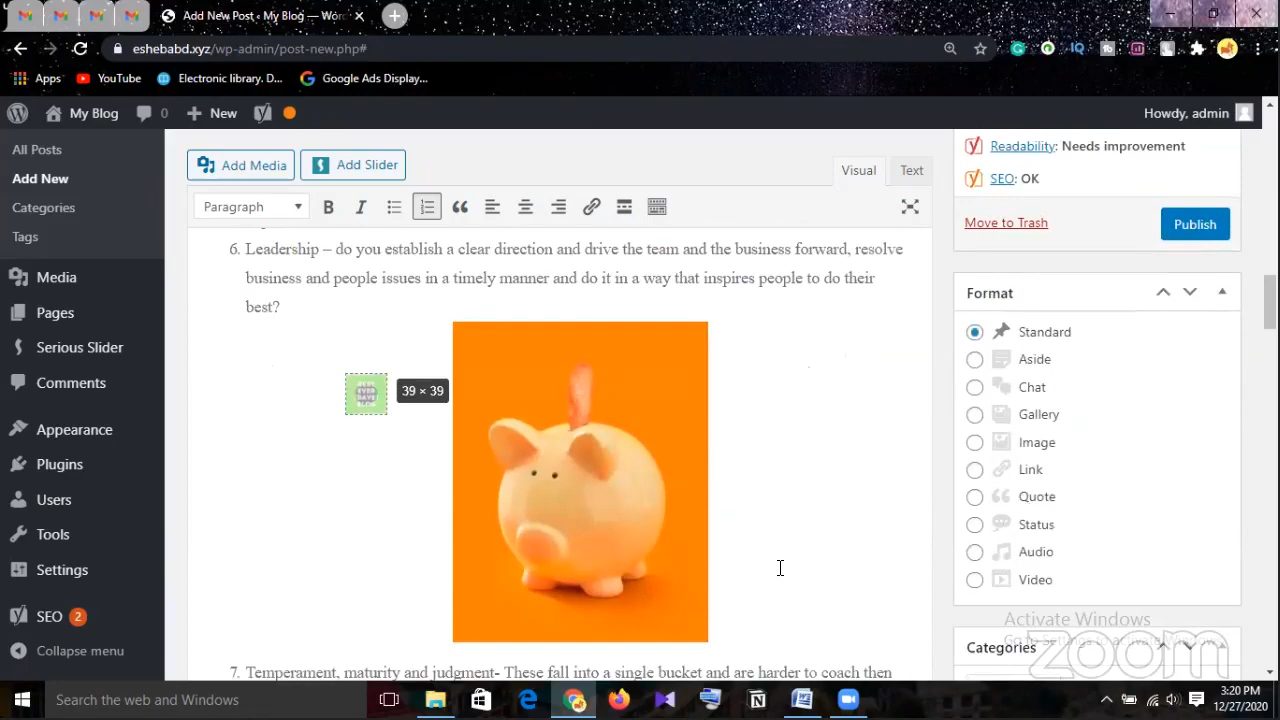 Add New Post ‹ My Blog — Wor
eshebabd.xyz/wp-admin/post-new.php#
Apps
YouTube
Electronic library. D...
Google Ads Display...
My Blog
0
New
Howdy, admin
All Posts
Add New
Categories
Tags
Media
Pages
Serious Slider
Comments
Appearance
Plugins
Users
Tools
Settings
SEO 2
Collapse menu
Add Media
Add Slider
Visual
Text
Paragraph
B
I
6. Leadership – do you establish a clear direction and drive the team and the business forward, resolve
business and people issues in a timely manner and do it in a way that inspires people to do their
best?
39 × 39
7. Temperament, maturity and judgment- These fall into a single bucket and are harder to coach then
Readability: Needs improvement
SEO: OK
Move to Trash
Publish
Format
Standard
Aside
Chat
Gallery
Image
Link
Quote
Status
Audio
Video
Activate Windows
zoom
Categories
Search the web and Windows
3:20 PM
12/27/2020